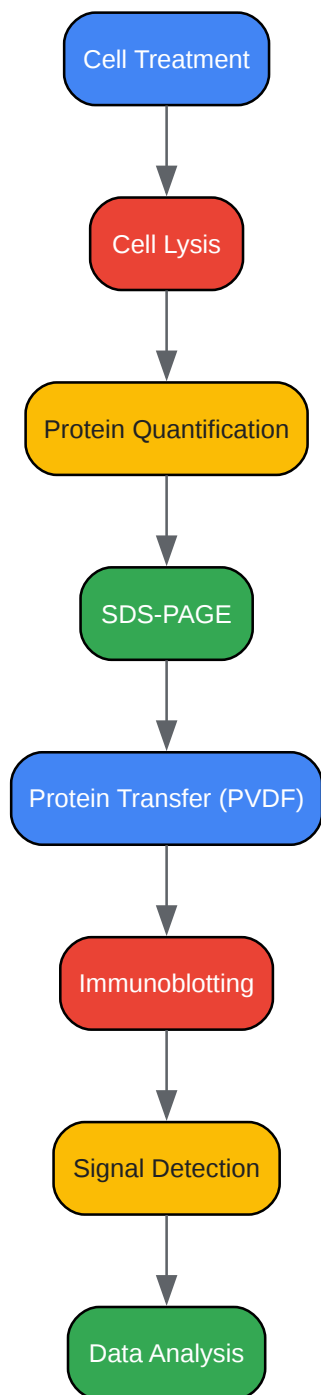 Cell Treatment
Cell Lysis
Protein Quantification
SDS-PAGE
Protein Transfer (PVDF)
Immunoblotting
Signal Detection
Data Analysis